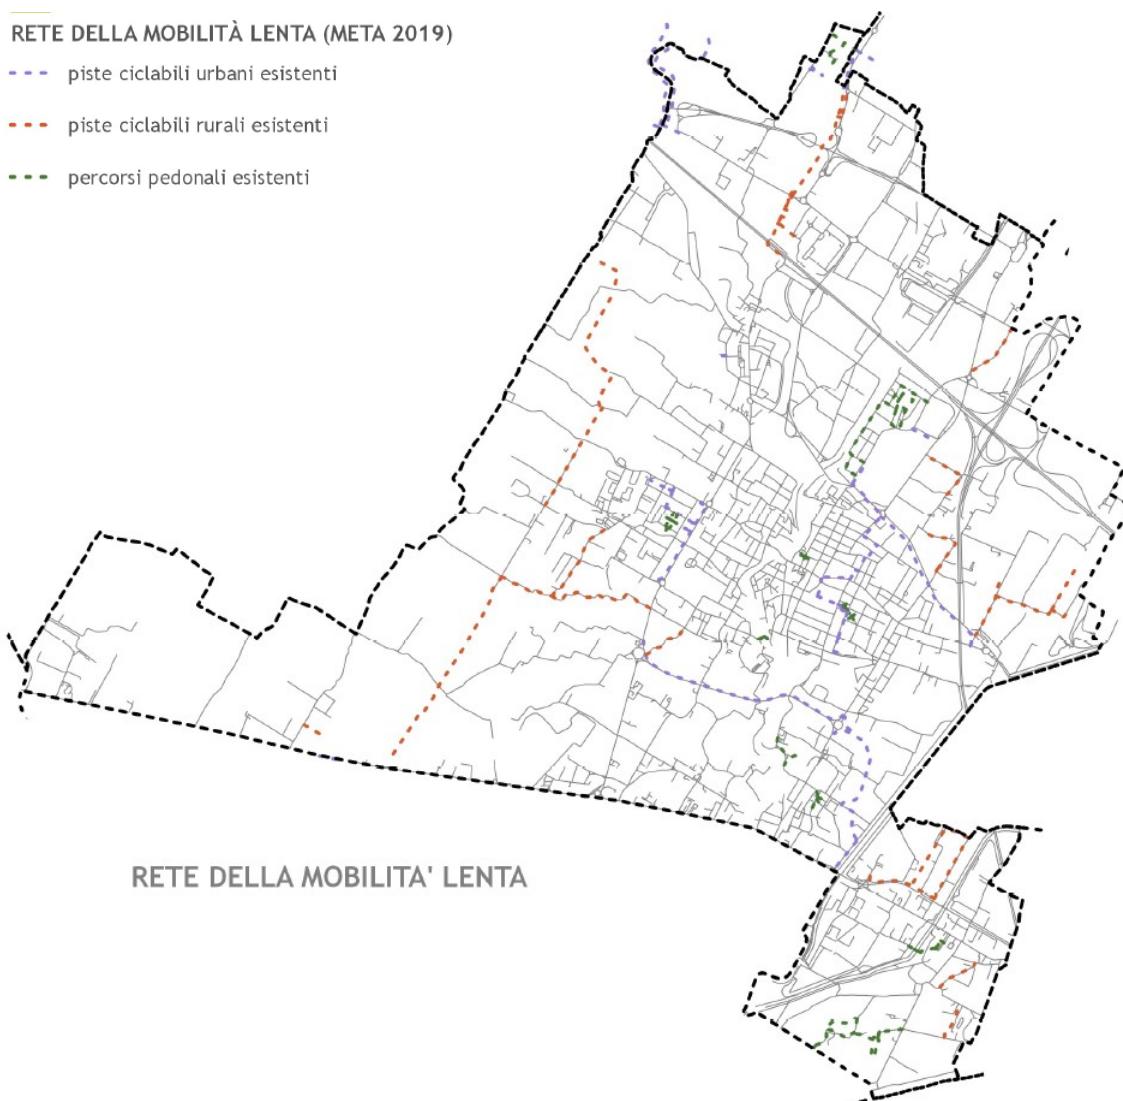 RETE DELLA MOBILITÀ LENTA (META 2019)
piste ciclabili urbani esistenti
piste ciclabili rurali esistenti
percorsi pedonali esistenti
RETE DELLA MOBILITA' LENTA